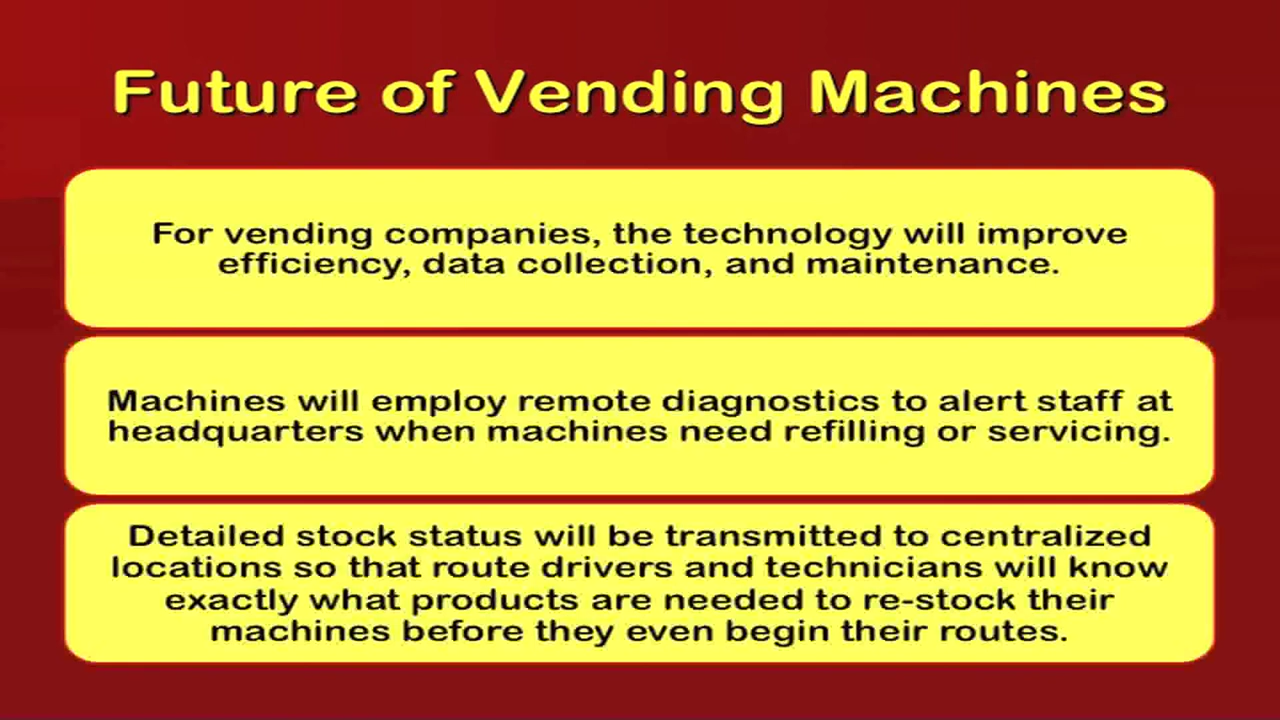 Future of Vending Machines
For vending companies, the technology will improve
efficiency, data collection, and maintenance.
Machines will employ remote diagnostics to alert staff at
headquarters when machines need refilling or servicing.
Detailed stock status will be transmitted to centralized
locations so that route drivers and technicians will know
exactly what products are needed to re-stock their
machines before they even begin their routes.